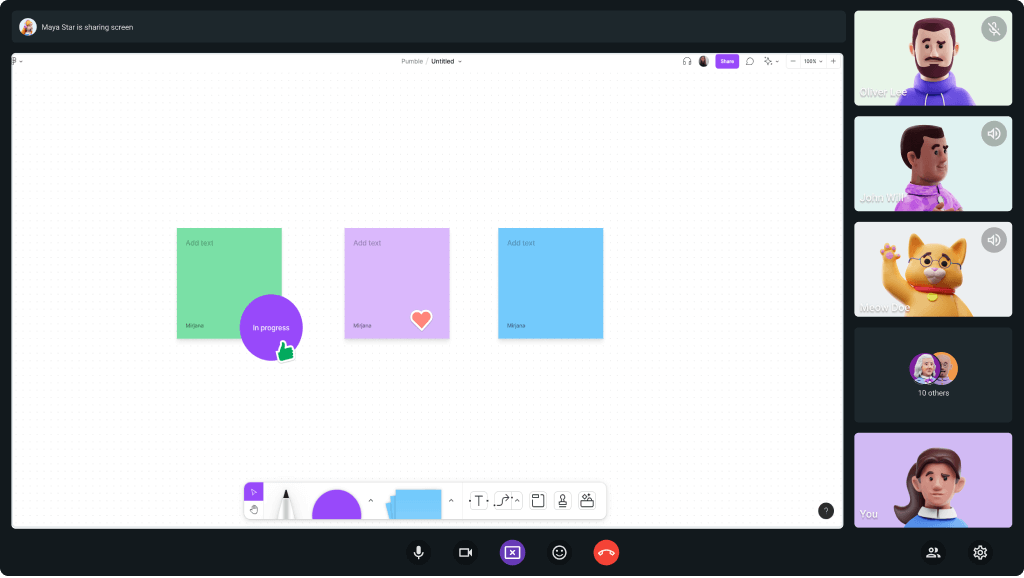 Maya Star is sharing screen
Pumble / Untitled
Share
100%
Add text
Mirjana
In progress
Add text
Mirjana
Add text
Mirjana
T
?
Oliver Lee
John Will
Meow Doe
10 others
You